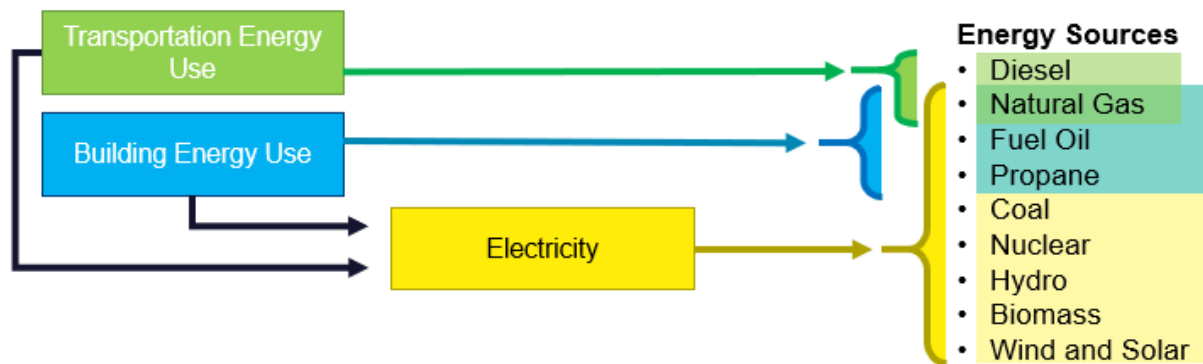 Transportation Energy
Use
Building Energy Use
Electricity
Energy Sources
• Diesel
• Natural Gas
• Fuel Oil
• Propane
• Coal
• Nuclear
• Hydro
• Biomass
• Wind and Solar